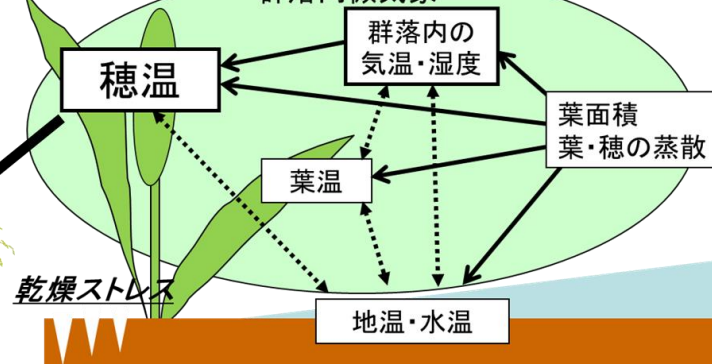 群落内の
気温・湿度
穂温
葉面積
葉・穂の蒸散
葉温
乾燥ストレス
地温・水温